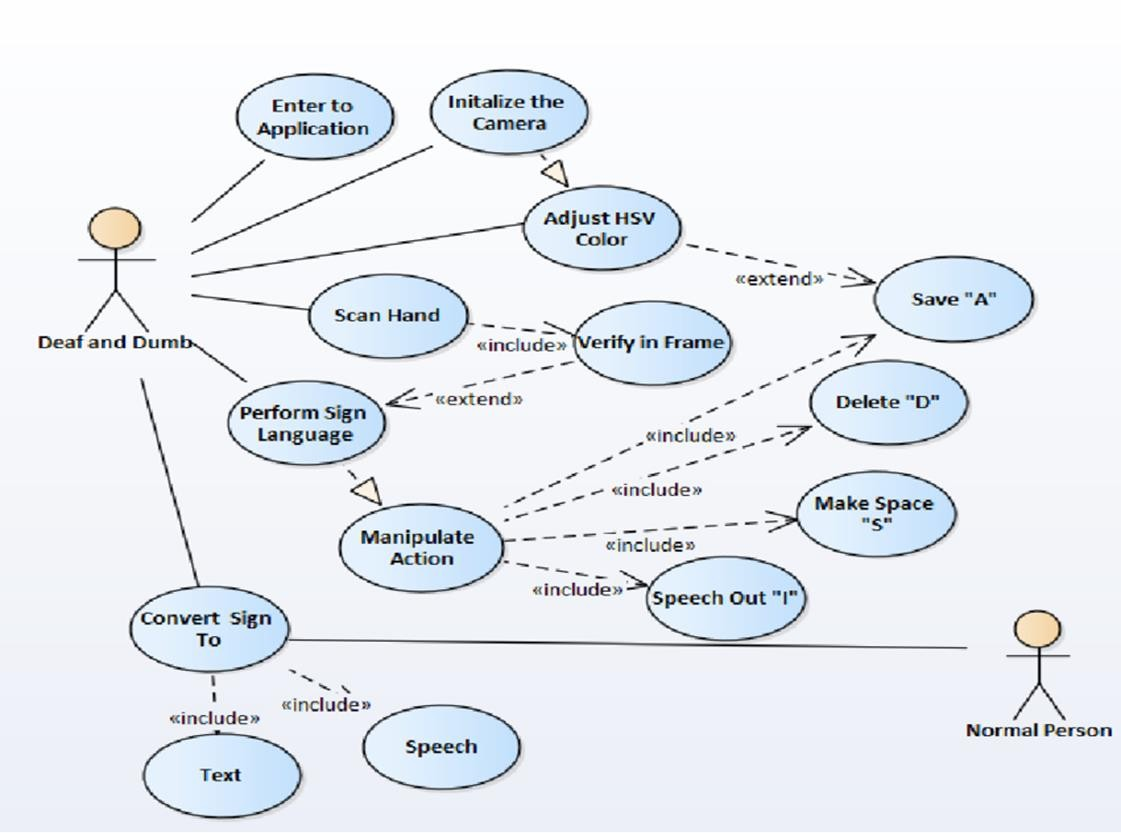 Enter to
Application
Initalize the
Camera
Adjust HSV
Color
«extend»
Save "A"
Scan Hand
«include»
Verify in Frame
Deaf and Dumb
«extend»
Perform Sign
Language
Delete "D"
«include»
«include»
Make Space
"S"
Manipulate
Action
«include»
«include»
Speech Out "I"
Convert Sign
To
«include»
«include»
Speech
Text
Normal Person